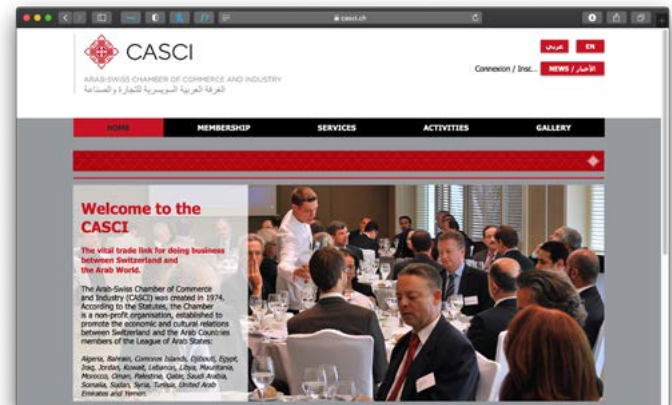 casci.ch
CASCI
ARAB-SWISS CHAMBER OF COMMERCE AND INDUSTRY
الغرفة العربية السويسرية للتجارة والصناعة
عربي
EN
Connexion / Insc...
NEWS / الأخبار
HOME
MEMBERSHIP
SERVICES
ACTIVITIES
GALLERY
Welcome to the
CASCI
The vital trade link for doing business
between Switzerland and
the Arab World.
The Arab-Swiss Chamber of Commerce
and Industry (CASCI) was created in 1974.
According to the Statutes, the Chamber
is a non-profit organisation, established to
promote the economic and cultural relations
between Switzerland and the Arab Countries
members of the League of Arab States:
Algeria, Bahrain, Comoros Islands, Djibouti, Egypt,
Iraq, Jordan, Kuwait, Lebanon, Libya, Mauritania,
Morocco, Oman, Palestine, Qatar, Saudi Arabia,
Somalia, Sudan, Syria, Tunisia, United Arab
Emirates and Yemen.